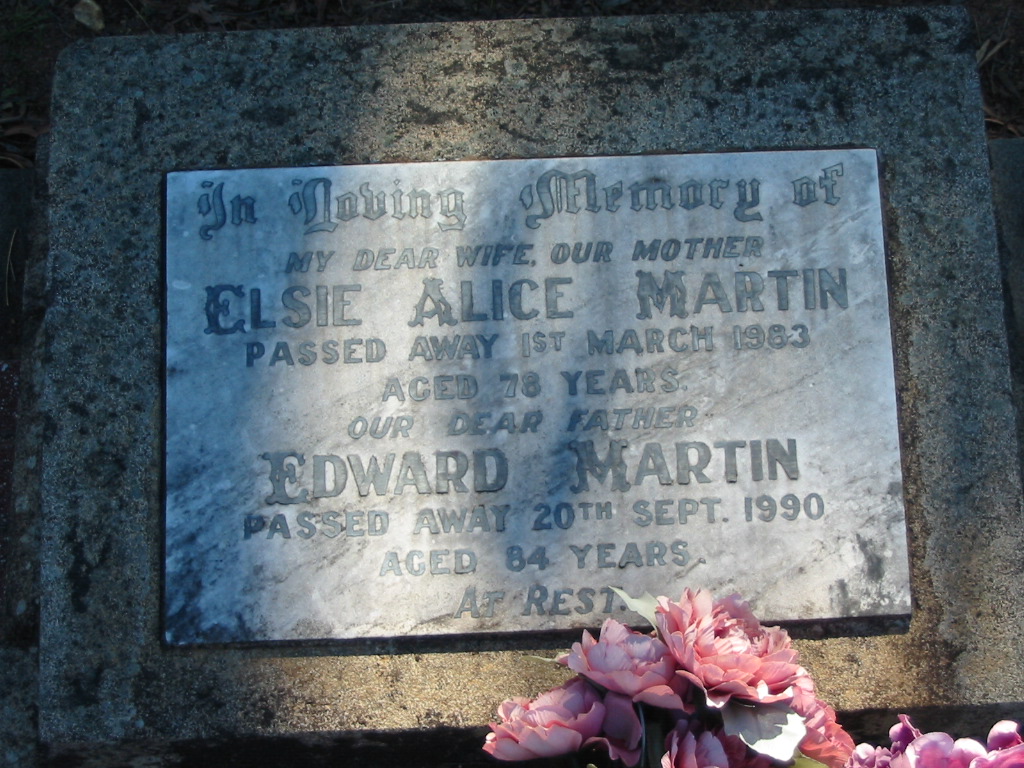 In Loving Memory of
MY DEAR WIFE, OUR MOTHER
ELSIE ALICE MARTIN
PASSED AWAY 1ST MARCH 1983
AGED 78 YEARS.
OUR DEAR FATHER
EDWARD MARTIN
PASSED AWAY 20TH SEPT. 1990
AGED 84 YEARS.
AT REST.